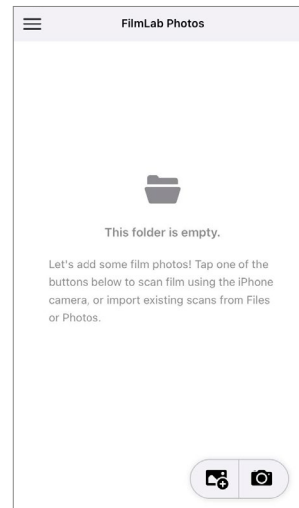 FilmLab Photos
This folder is empty.
Let's add some film photos! Tap one of the
buttons below to scan film using the iPhone
camera, or import existing scans from Files
or Photos.